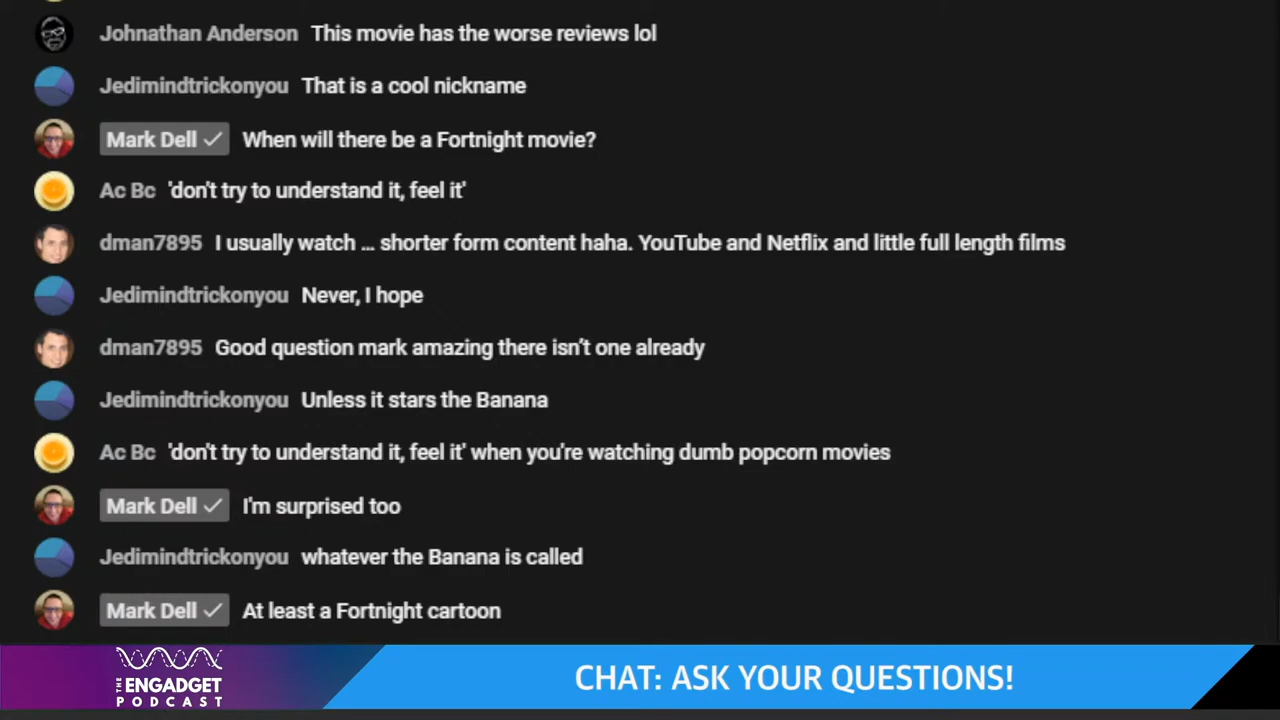 Johnathan Anderson This movie has the worse reviews lol
Jedimindtrickonyou That is a cool nickname
Mark Dell ✓ When will there be a Fortnight movie?
Ac Bc 'don't try to understand it, feel it'
dman7895 I usually watch ... shorter form content haha. YouTube and Netflix and little full length films
Jedimindtrickonyou Never, I hope
dman7895 Good question mark amazing there isn't one already
Jedimindtrickonyou Unless it stars the Banana
Ac Bc 'don't try to understand it, feel it' when you're watching dumb popcorn movies
Mark Dell ✓ I'm surprised too
Jedimindtrickonyou whatever the Banana is called
Mark Dell ✓ At least a Fortnight cartoon
THE ENGADGET
PODCAST
CHAT: ASK YOUR QUESTIONS!